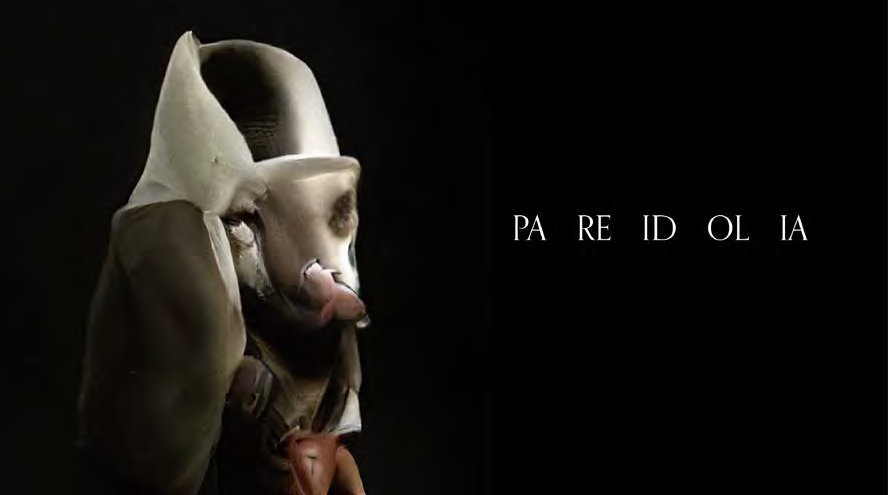 PA RE ID OL IA